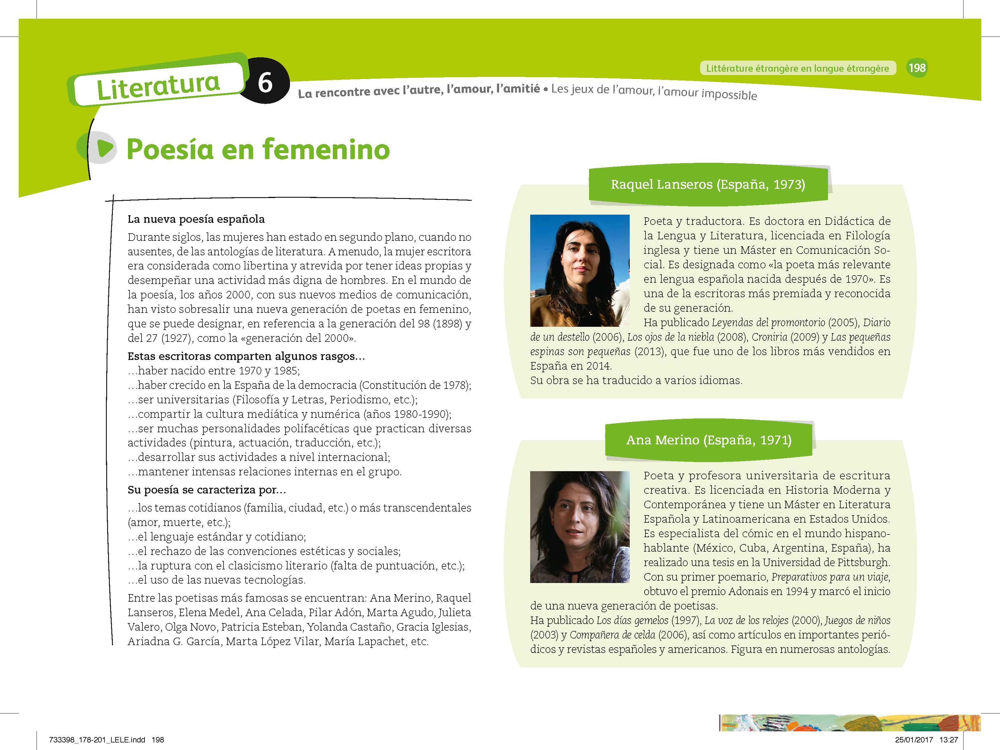 Literatura 6
La rencontre avec l'autre, l'amour, l'amitié • Les jeux de l'amour, l'amour impossible
Littérature étrangère en langue étrangère 198
Poesía en femenino
La nueva poesía española
Durante siglos, las mujeres han estado en segundo plano, cuando no
ausentes, de las antologías de literatura. A menudo, la mujer escritora
era considerada como libertina y atrevida por tener ideas propias y
desempeñar una actividad más digna de hombres. En el mundo de
la poesía, los años 2000, con sus nuevos medios de comunicación,
han visto sobresalir una nueva generación de poetas en femenino,
que se puede designar, en referencia a la generación del 98 (1898) y
del 27 (1927), como la «generación del 2000».
Estas escritoras comparten algunos rasgos...
...haber nacido entre 1970 y 1985;
...haber crecido en la España de la democracia (Constitución de 1978);
...ser universitarias (Filosofía y Letras, Periodismo, etc.);
...compartir la cultura mediática y numérica (años 1980-1990);
...ser muchas personalidades polifacéticas que practican diversas
actividades (pintura, actuación, traducción, etc.);
...desarrollar sus actividades a nivel internacional;
...mantener intensas relaciones internas en el grupo.
Su poesía se caracteriza por...
...los temas cotidianos (familia, ciudad, etc.) o más transcendentales
(amor, muerte, etc.);
...el lenguaje estándar y cotidiano;
...el rechazo de las convenciones estéticas y sociales;
...la ruptura con el clasicismo literario (falta de puntuación, etc.);
...el uso de las nuevas tecnologías.
Entre las poetisas más famosas se encuentran: Ana Merino, Raquel
Lanseros, Elena Medel, Ana Celada, Pilar Adón, Marta Agudo, Julieta
Valero, Olga Novo, Patricia Esteban, Yolanda Castaño, Gracia Iglesias,
Ariadna G. García, Marta López Vilar, María Lapachet, etc.
Raquel Lanseros (España, 1973)
Poeta y traductora. Es doctora en Didáctica de
la Lengua y Literatura, licenciada en Filología
inglesa y tiene un Máster en Comunicación So-
cial. Es designada como «la poeta más relevante
en lengua española nacida después de 1970». Es
una de la escritoras más premiada y reconocida
de su generación.
Ha publicado Leyendas del promontorio (2005), Diario
de un destello (2006), Los ojos de la niebla (2008), Croniria (2009) y Las pequeñas
espinas son pequeñas (2013), que fue uno de los libros más vendidos en
España en 2014.
Su obra se ha traducido a varios idiomas.
Ana Merino (España, 1971)
Poeta y profesora universitaria de escritura
creativa. Es licenciada en Historia Moderna y
Contemporánea y tiene un Máster en Literatura
Española y Latinoamericana en Estados Unidos.
Es especialista del cómic en el mundo hispano-
hablante (México, Cuba, Argentina, España), ha
realizado una tesis en la Universidad de Pittsburgh.
Con su primer poemario, Preparativos para un viaje,
obtuvo el premio Adonais en 1994 y marcó el inicio
de una nueva generación de poetisas.
Ha publicado Los días gemelos (1997), La voz de los relojes (2000), Juegos de niños
(2003) y Compañera de celda (2006), así como artículos en importantes perió-
dicos y revistas españoles y americanos. Figura en numerosas antologías.
733398_178-201_LELE.indd 198
25/01/2017 13:27